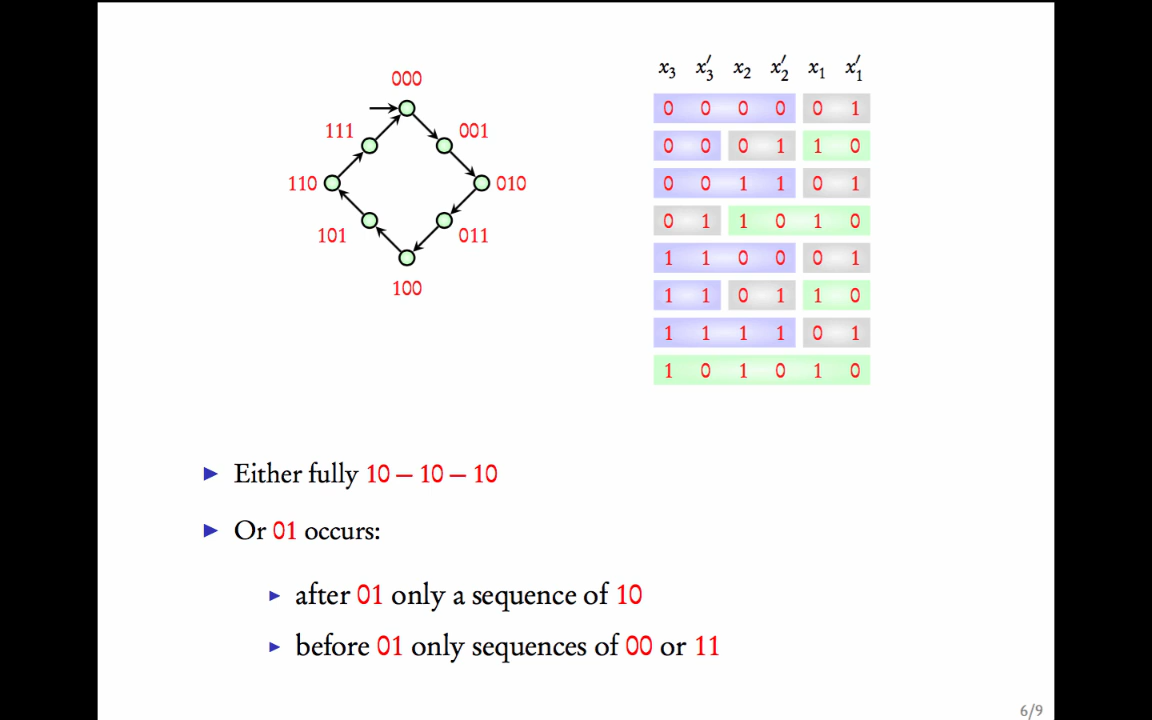 000
111
001
110
010
101
011
100
x₃ x₃′ x₂ x₂′ x₁ x₁′
0 0 0 0 0 1
0 0 0 1 1 0
0 0 1 1 0 1
0 1 1 0 1 0
1 1 0 0 0 1
1 1 0 1 1 0
1 1 1 1 0 1
1 0 1 0 1 0
Either fully 10 – 10 – 10
Or 01 occurs:
after 01 only a sequence of 10
before 01 only sequences of 00 or 11
6/9